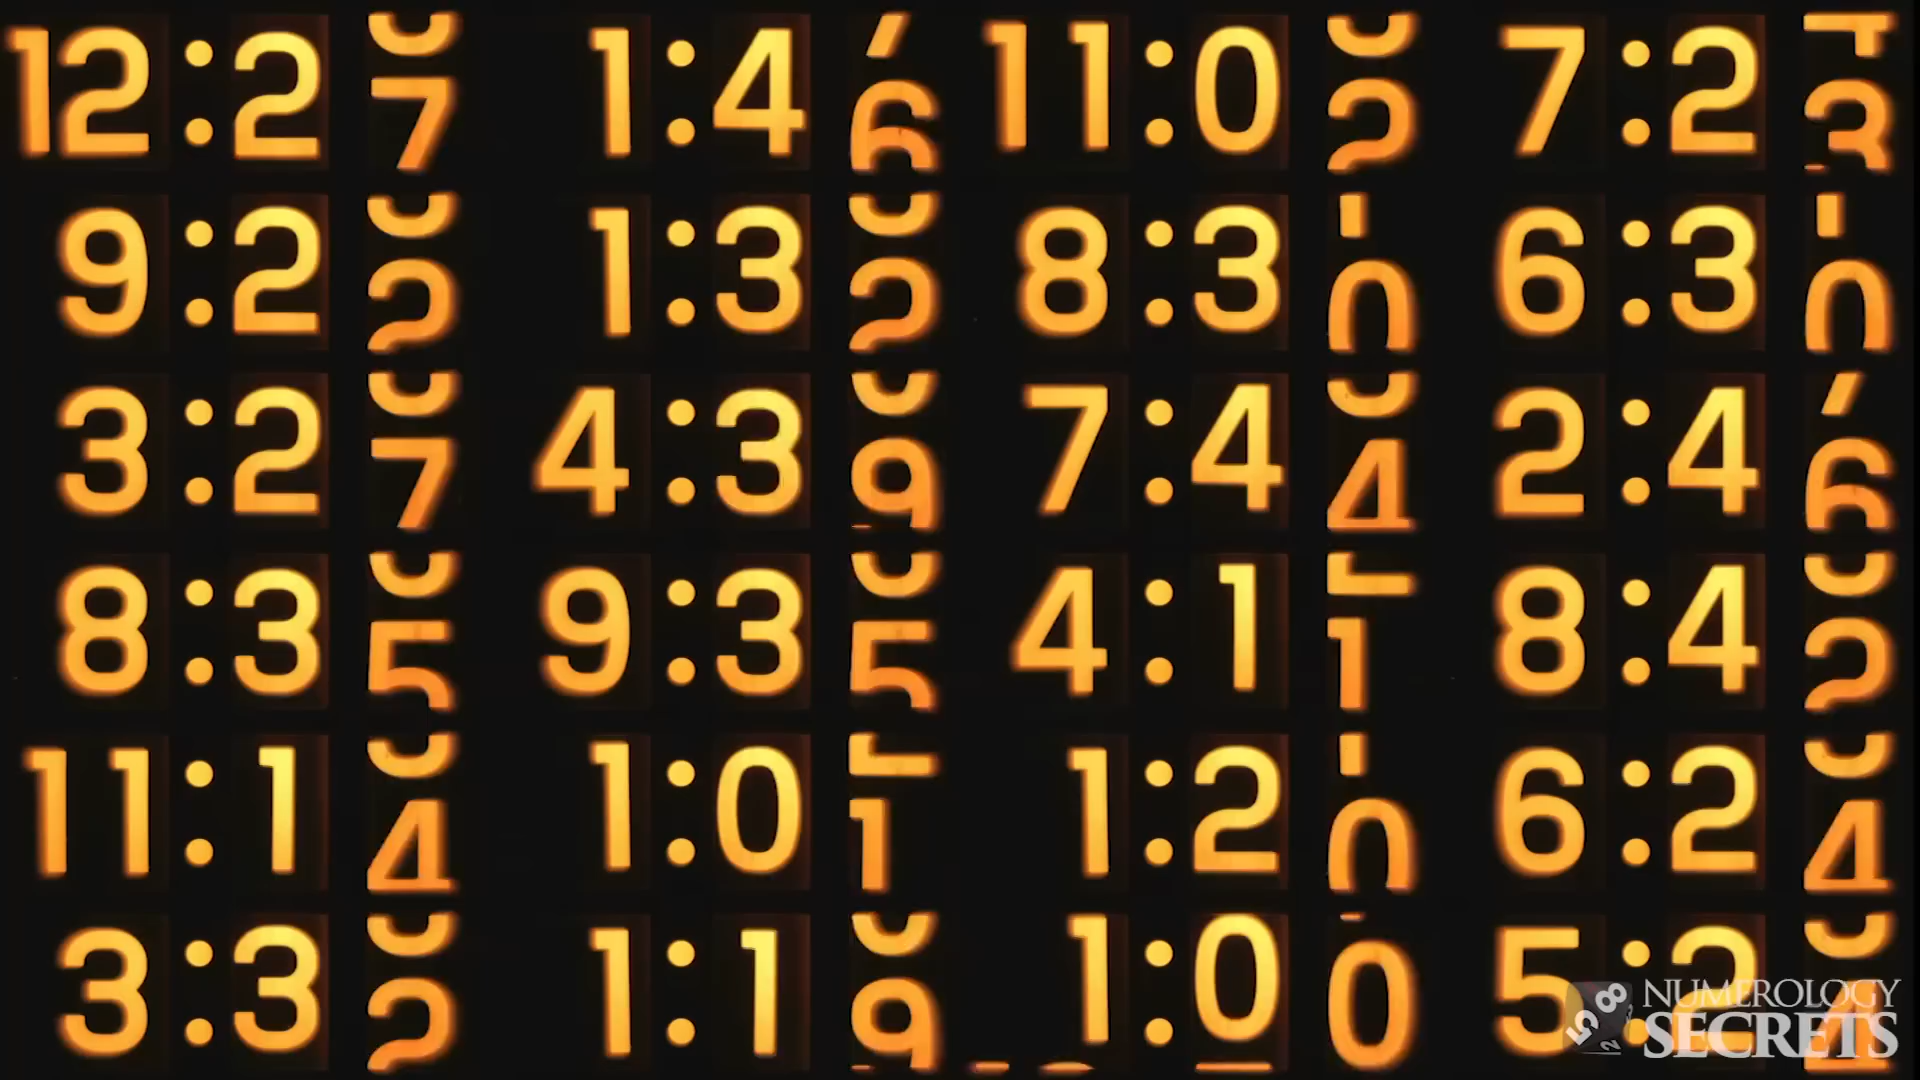 12:27 1:46 11:02 7:23
9:22 1:32 8:30 6:30
3:27 4:39 7:44 2:46
8:35 9:35 4:11 8:42
11:14 1:01 1:20 6:24
3:32 1:19 1:00 5:24
NUMEROLOGY
SECRETS